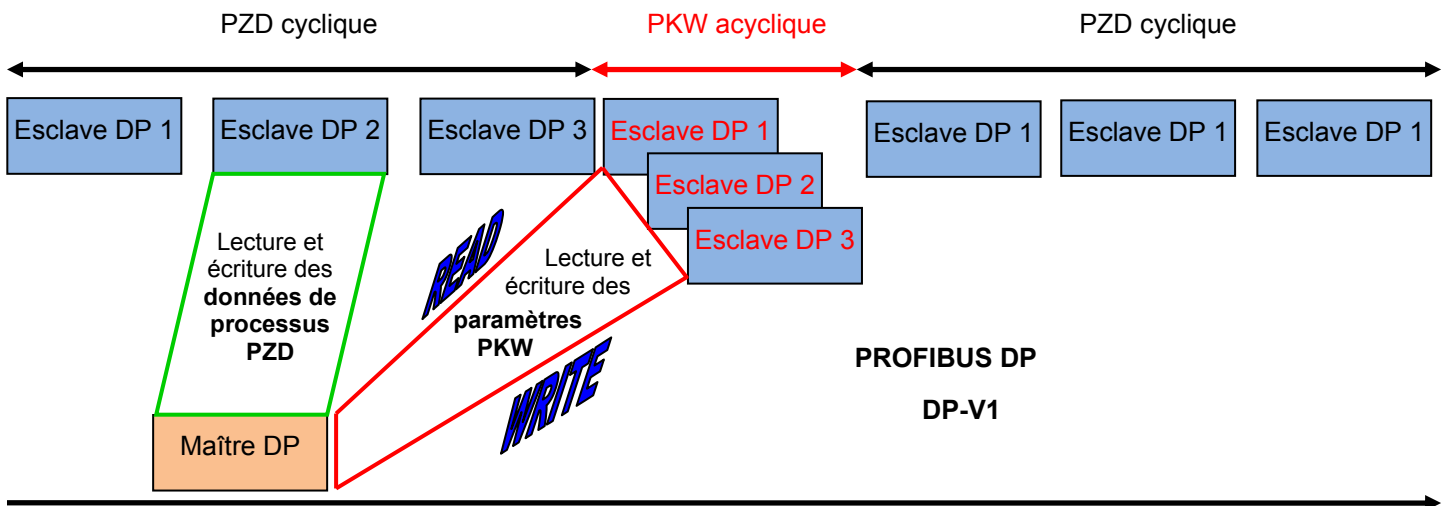 PZD cyclique
PKW acyclique
PZD cyclique
Esclave DP 1
Esclave DP 2
Esclave DP 3
Esclave DP 1
Esclave DP 2
Esclave DP 3
Esclave DP 1
Esclave DP 1
Esclave DP 1
Lecture et
écriture des
données de
processus
PZD
READ
Lecture et
écriture des
paramètres
PKW
WRITE
Maître DP
PROFIBUS DP
DP-V1